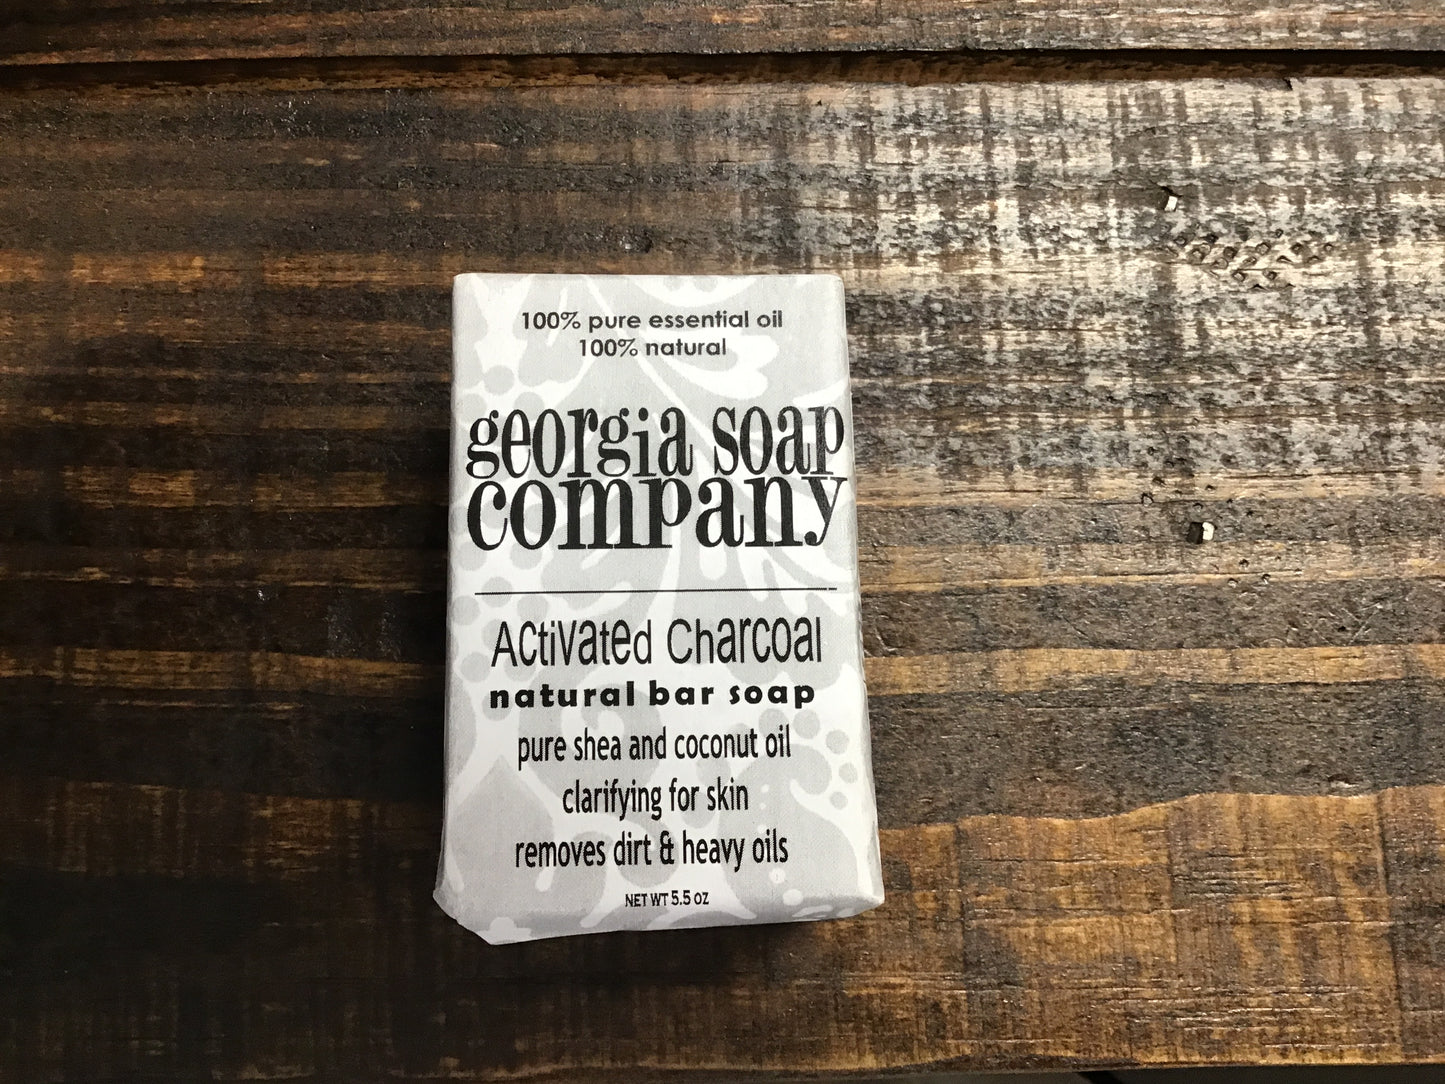 100% pure essential oil
100% natural
georgia soap
company
Activated Charcoal
natural bar soap
pure shea and coconut oil
clarifying for skin
removes dirt & heavy oils
NET WT 5.5 OZ